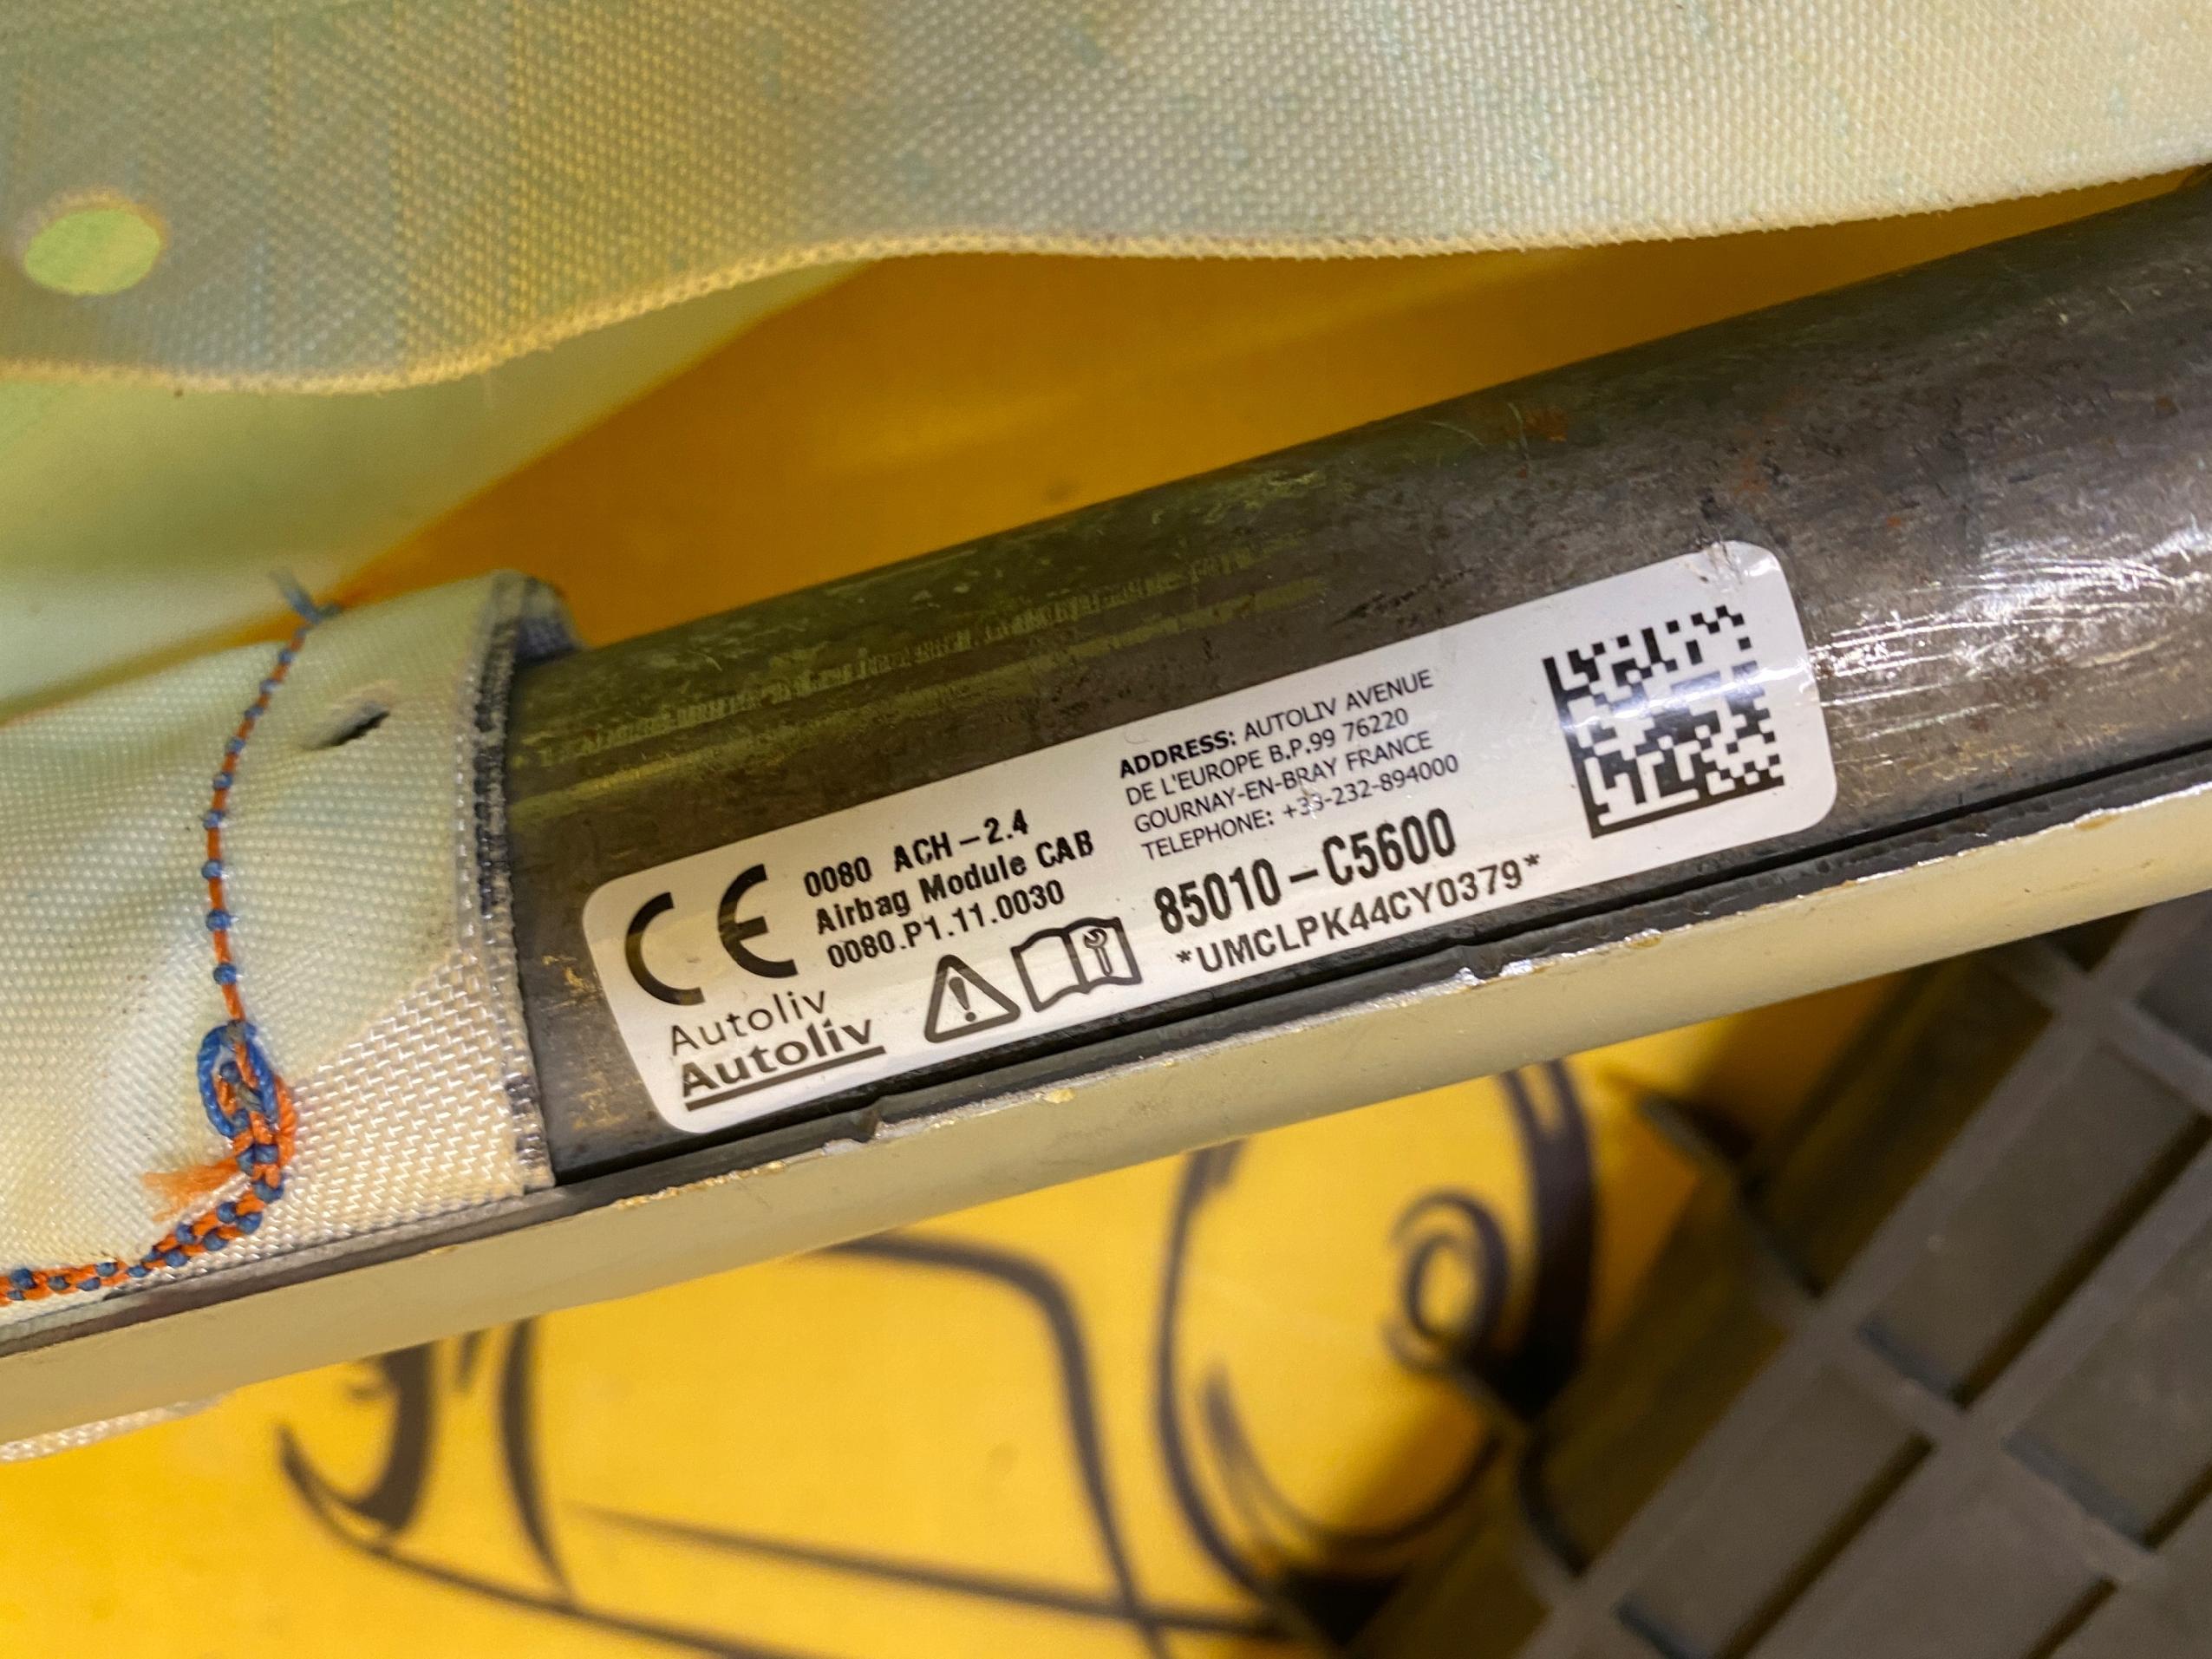 CE
0080 ACH-2.4
Airbag Module CAB
0080.P1.11.0030
Autoliv
Autoliv
ADDRESS: AUTOLIV AVENUE
DE L'EUROPE B.P.99 76220
GOURNAY-EN-BRAY FRANCE
TELEPHONE: +33-232-894000
85010-C5600
*UMCLPK44CY0379*